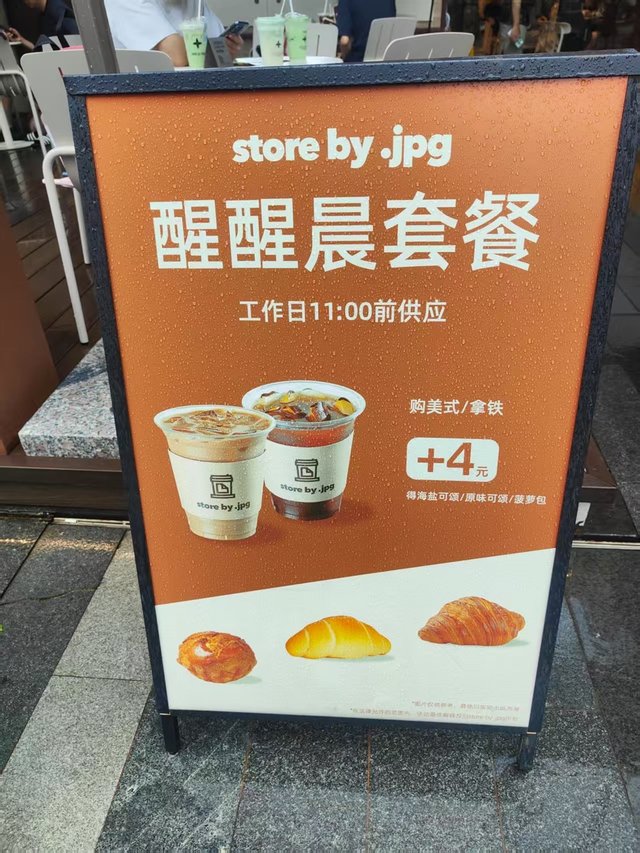 store by .jpg
醒醒晨套餐
工作日11:00前供应
购美式/拿铁
+4元
得海盐可颂/原味可颂/菠萝包
store by .jpg
store by .jpg